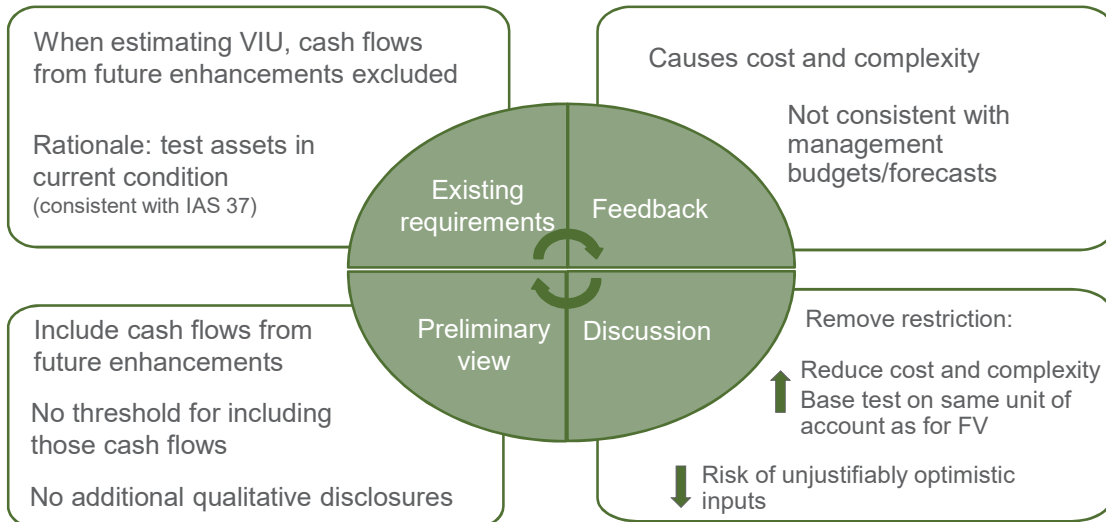 When estimating VIU, cash flows
from future enhancements excluded
Rationale: test assets in
current condition
(consistent with IAS 37)
Existing
requirements
Causes cost and complexity
Not consistent with
management
budgets/forecasts
Feedback
Include cash flows from
future enhancements
No threshold for including
those cash flows
No additional qualitative disclosures
Preliminary
view
Discussion
Remove restriction:
Reduce cost and complexity
Base test on same unit of
account as for FV
Risk of unjustifiably optimistic
inputs